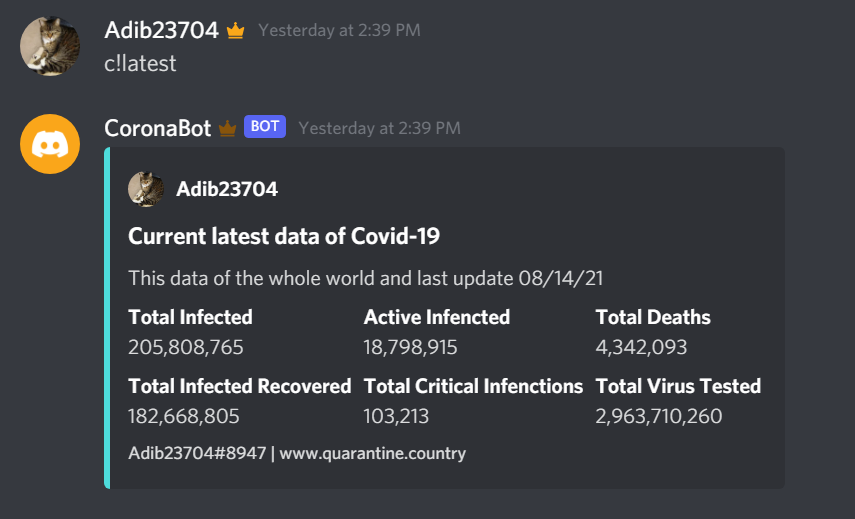 Adib23704 Yesterday at 2:39 PM
c!latest
CoronaBot BOT Yesterday at 2:39 PM
Adib23704
Current latest data of Covid-19
This data of the whole world and last update 08/14/21
Total Infected Active Infencted Total Deaths
205,808,765 18,798,915 4,342,093
Total Infected Recovered Total Critical Infenctions Total Virus Tested
182,668,805 103,213 2,963,710,260
Adib23704#8947 | www.quarantine.country